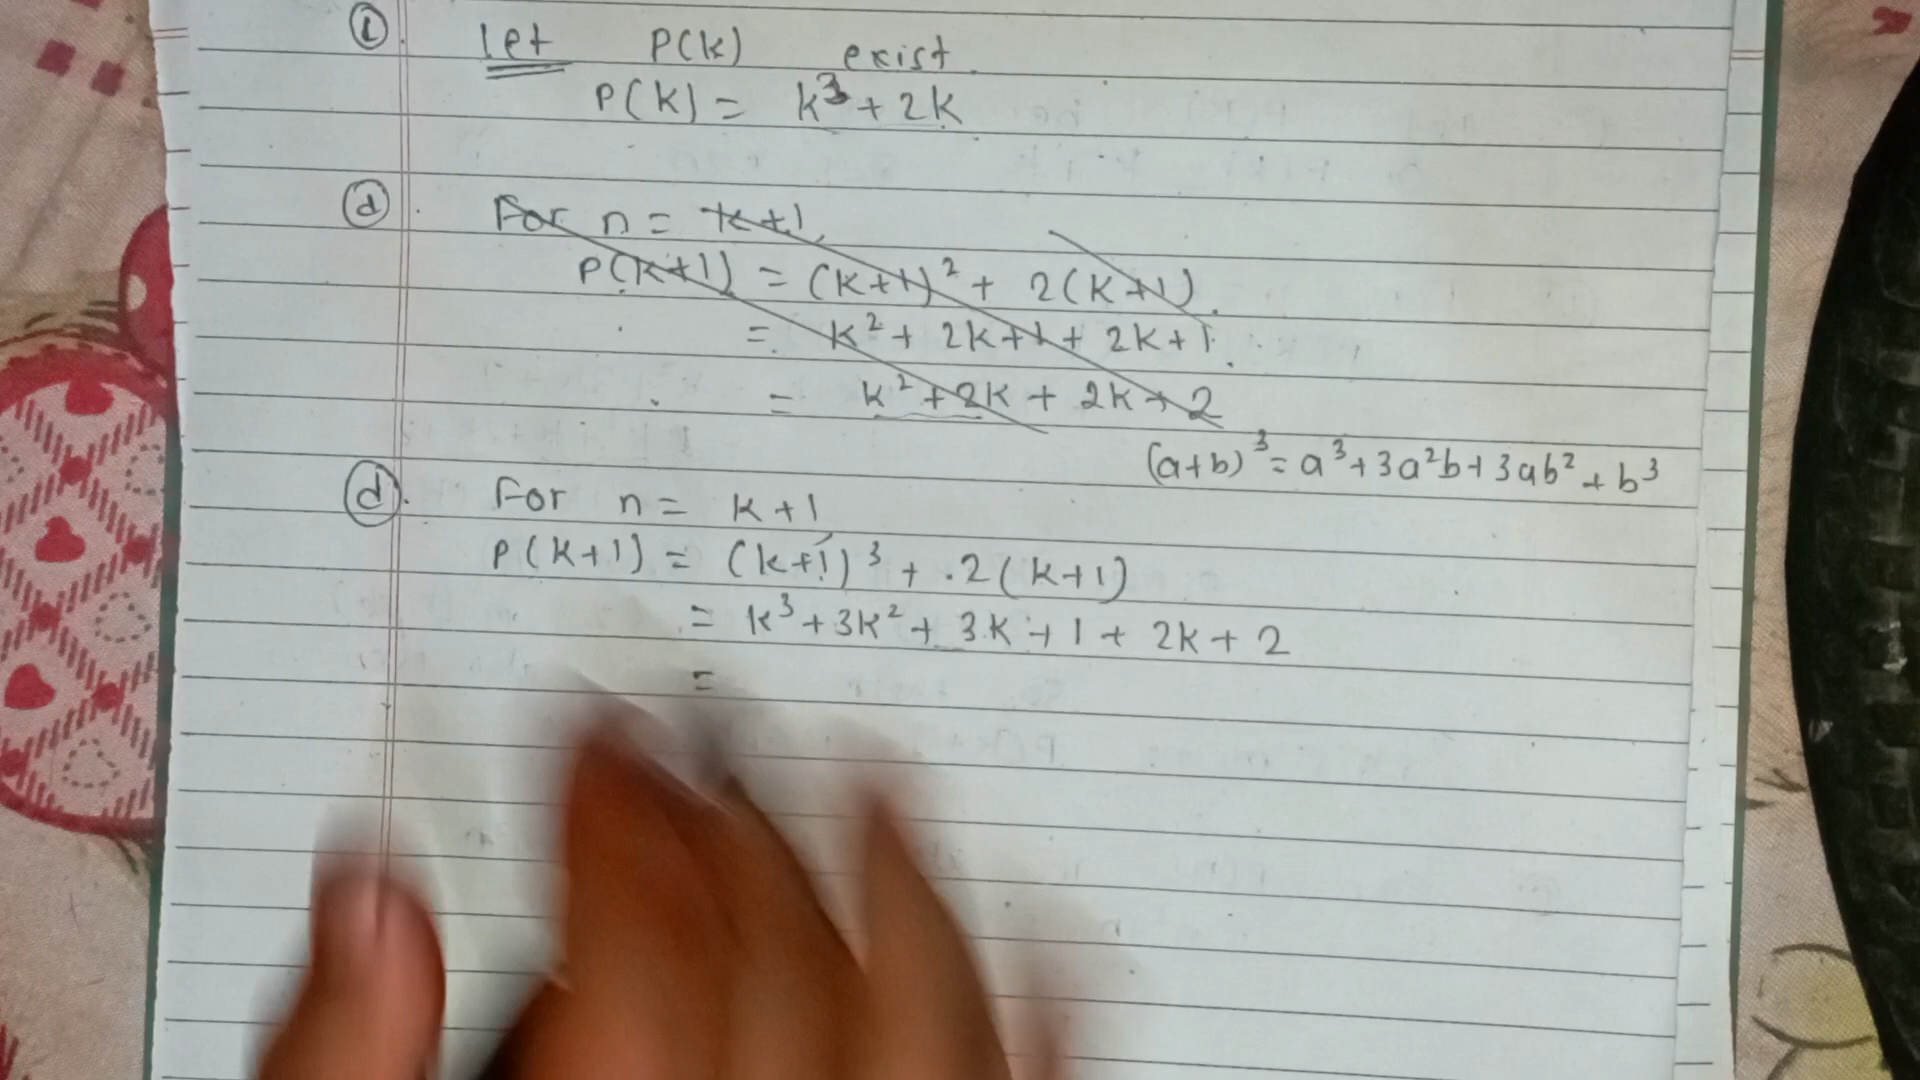 (i). Let P(k) exist.
P(k) = k³ + 2k
(d). For n = k+1,
P(k+1) = (k+1)² + 2(k+1).
= k² + 2k+1 + 2k+1.
= k² + 2k + 2k + 2
(a+b)³ = a³+3a²b+3ab²+b³
(d). For n = k+1
P(k+1) = (k+1)³ + 2(k+1)
= k³+3k²+ 3k+1+ 2k+2
=